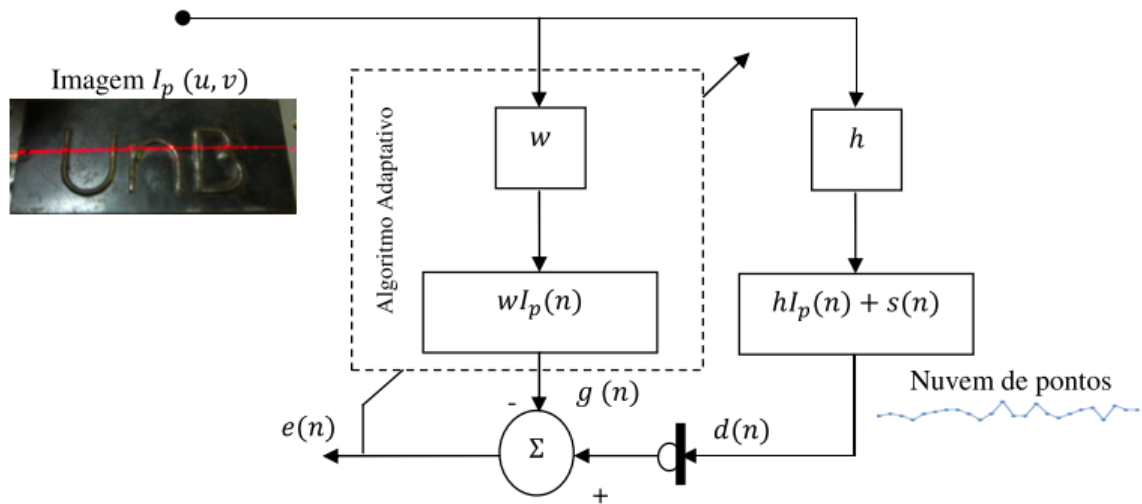 Imagem I_p (u, v)
UnB
Algoritmo Adaptativo
w
h
wI_p(n)
hI_p(n) + s(n)
Nuvem de pontos
-
g (n)
e(n)
Σ
+
d(n)